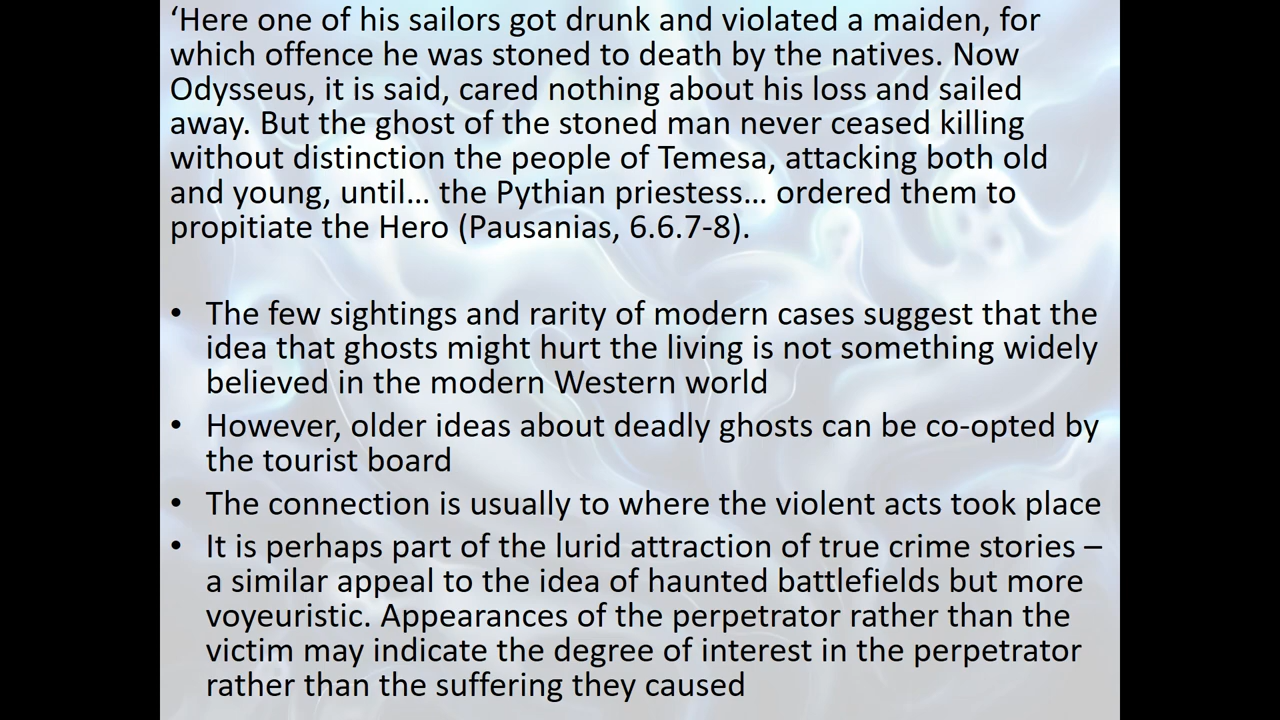 ‘Here one of his sailors got drunk and violated a maiden, for
which offence he was stoned to death by the natives. Now
Odysseus, it is said, cared nothing about his loss and sailed
away. But the ghost of the stoned man never ceased killing
without distinction the people of Temesa, attacking both old
and young, until... the Pythian priestess... ordered them to
propitiate the Hero (Pausanias, 6.6.7-8).
• The few sightings and rarity of modern cases suggest that the
idea that ghosts might hurt the living is not something widely
believed in the modern Western world
• However, older ideas about deadly ghosts can be co-opted by
the tourist board
• The connection is usually to where the violent acts took place
• It is perhaps part of the lurid attraction of true crime stories –
a similar appeal to the idea of haunted battlefields but more
voyeuristic. Appearances of the perpetrator rather than the
victim may indicate the degree of interest in the perpetrator
rather than the suffering they caused